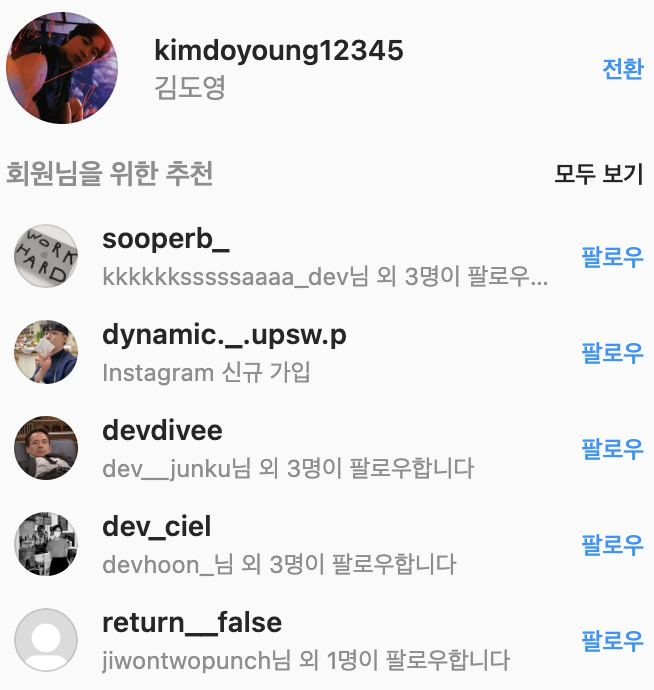 kimdoyoung12345
김도영
전환
회원님을 위한 추천
모두 보기
WORK
HARD
sooperb_
kkkkkksssssaaaa_dev님 외 3명이 팔로우...
팔로우
dynamic._.upsw.p
Instagram 신규 가입
팔로우
devdivee
dev__junku님 외 3명이 팔로우합니다
팔로우
dev_ciel
devhoon_님 외 3명이 팔로우합니다
팔로우
return__false
jiwontwopunch님 외 1명이 팔로우합니다
팔로우